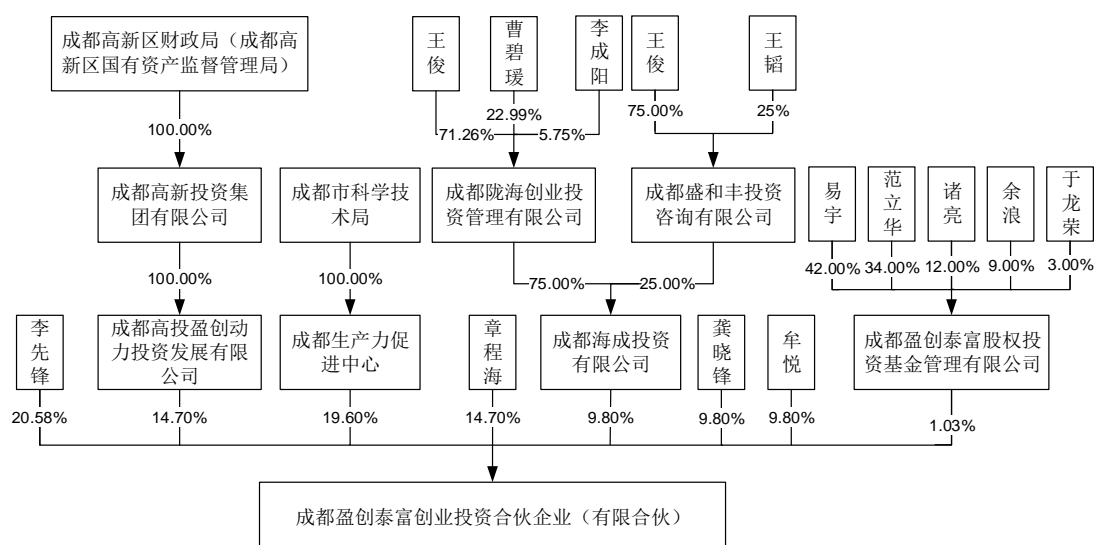 成都高新区财政局（成都高
新区国有资产监督管理局）
王俊
曹碧瑗
李成阳
王俊
王韬
100.00%
71.26%
22.99%
5.75%
75.00%
25%
成都高新投资集
团有限公司
成都市科学技
术局
成都陇海创业投
资管理有限公司
成都盛和丰投资
咨询有限公司
易宇
范立华
诸亮
余浪
于龙荣
100.00%
100.00%
75.00%
25.00%
42.00%
34.00%
12.00%
9.00%
3.00%
李先锋
成都高投盈创动
力投资发展有限
公司
成都生产力促
进中心
章程海
成都海成投资
有限公司
龚晓锋
牟悦
成都盈创泰富股权投
资基金管理有限公司
20.58%
14.70%
19.60%
14.70%
9.80%
9.80%
9.80%
1.03%
成都盈创泰富创业投资合伙企业（有限合伙）